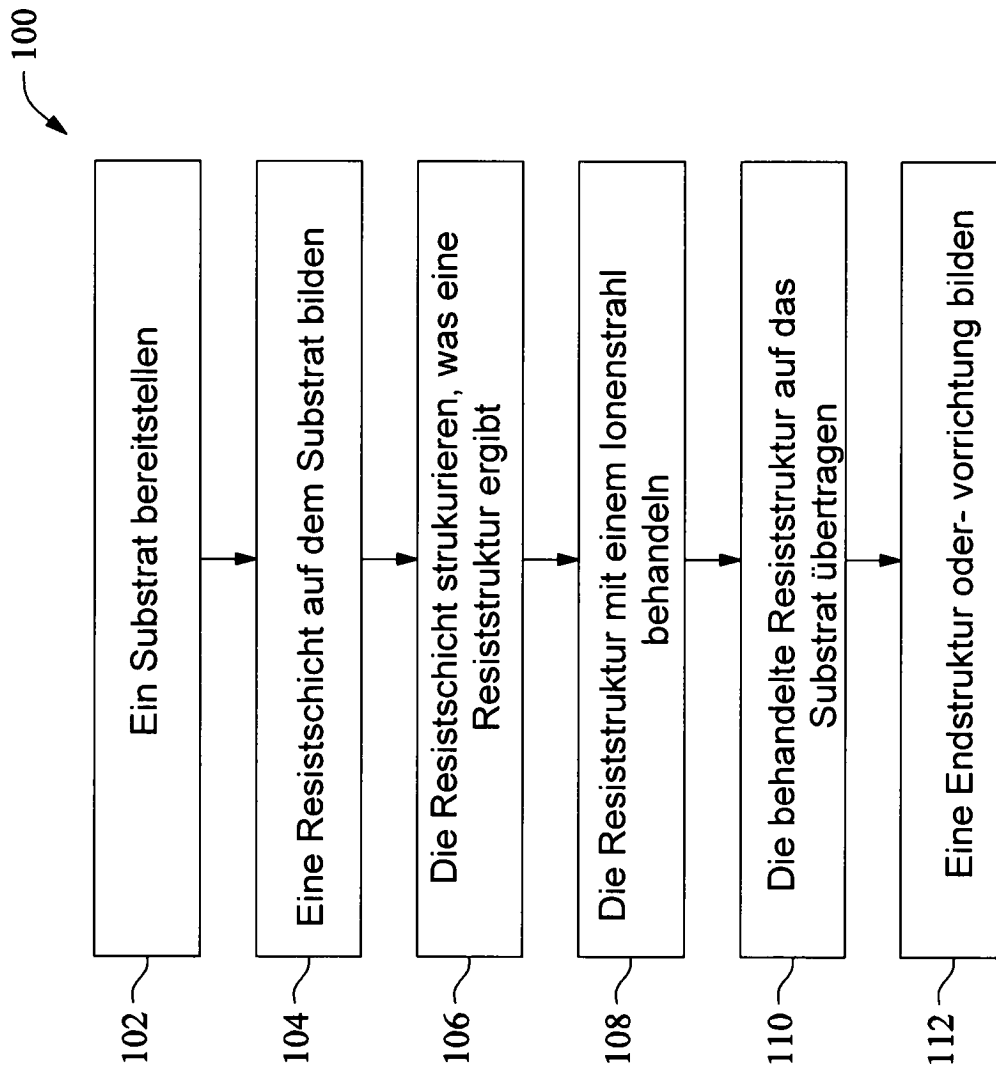 100
102
Ein Substrat bereitstellen
104
Eine Resistschicht auf dem Substrat bilden
106
Die Resistschicht strukurieren, was eine
Resiststruktur ergibt
108
Die Resiststruktur mit einem Ionenstrahl
behandeln
110
Die behandelte Resiststruktur auf das
Substrat übertragen
112
Eine Endstruktur oder- vorrichtung bilden